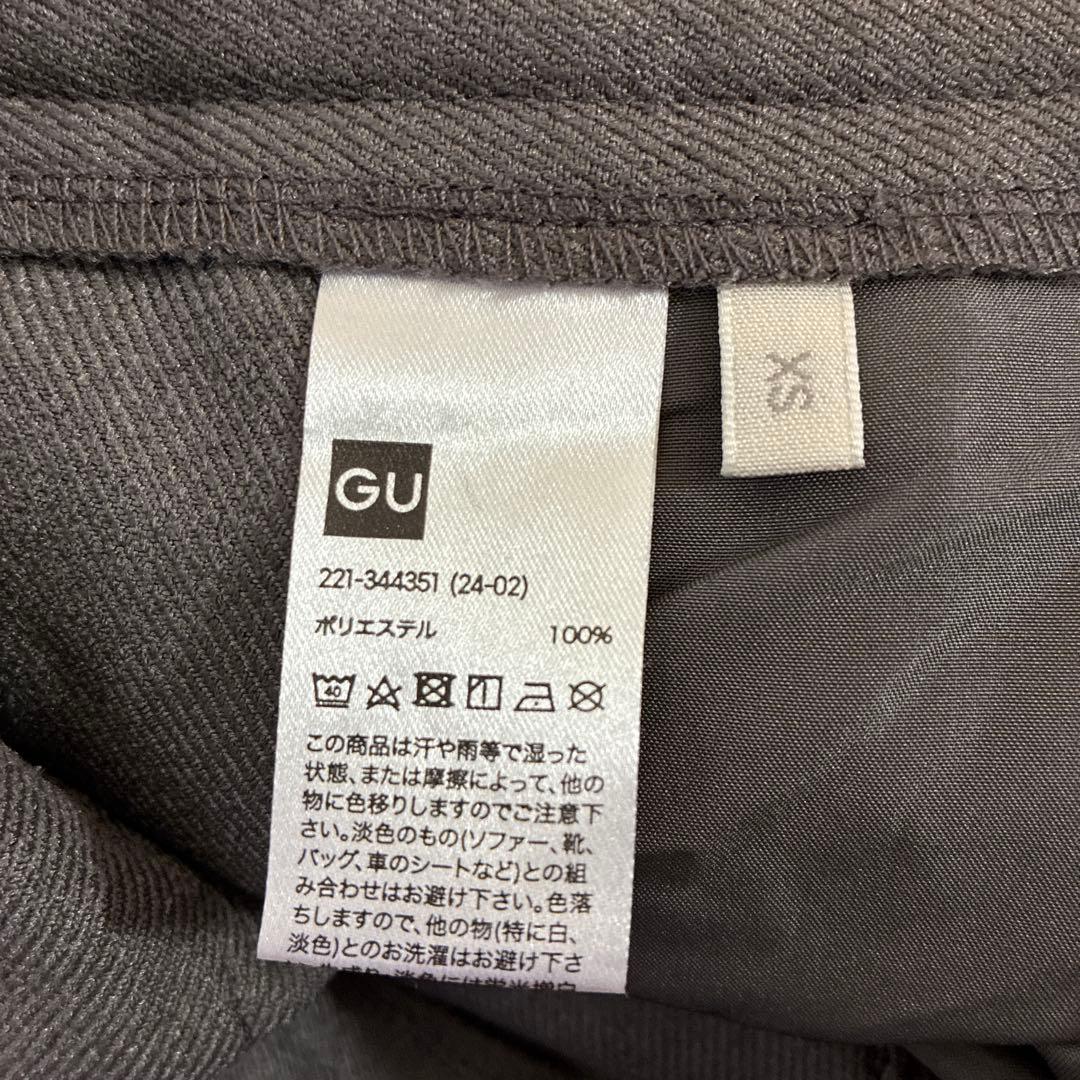 GU
221-344351 (24-02)
ポリエステル 100%
40
この商品は汗や雨等で湿った
状態、または摩擦によって、他の
物に色移りしますのでご注意下
さい。淡色のもの(ソファー、靴、
バッグ、車のシートなど)との組
み合わせはお避け下さい。色落
ちしますので、他の物(特に白、
淡色)とのお洗濯はお避け下さ
XS